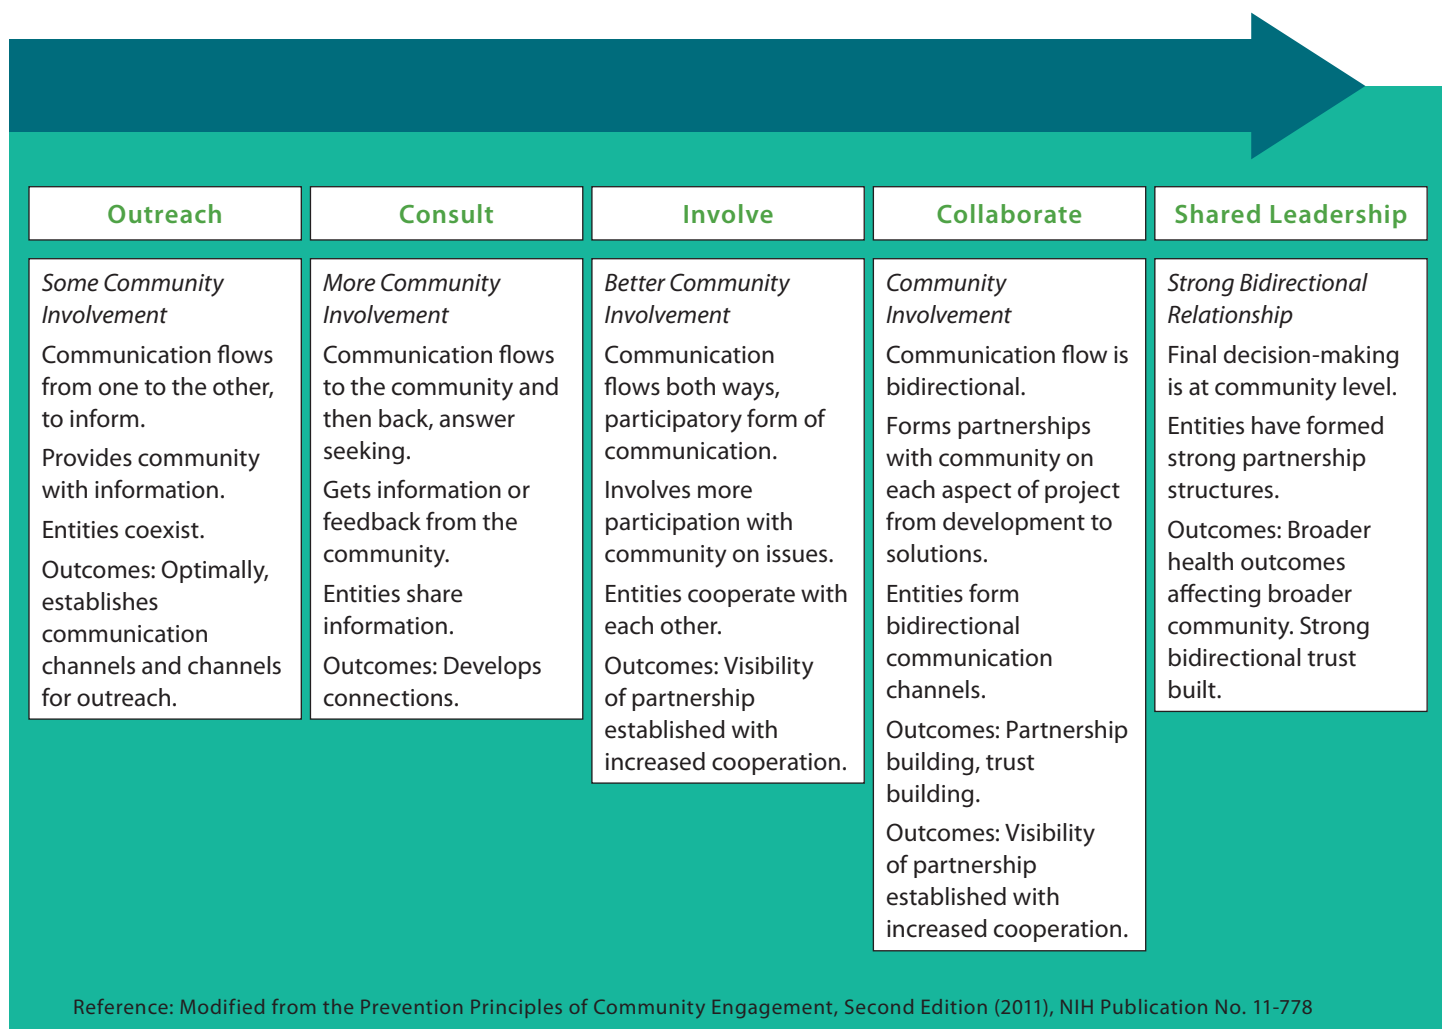 Outreach
Some Community
Involvement
Communication flows
from one to the other,
to inform.
Provides community
with information.
Entities coexist.
Outcomes: Optimally,
establishes
communication
channels and channels
for outreach.
Consult
More Community
Involvement
Communication flows
to the community and
then back, answer
seeking.
Gets information or
feedback from the
community.
Entities share
information.
Outcomes: Develops
connections.
Involve
Better Community
Involvement
Communication
flows both ways,
participatory form of
communication.
Involves more
participation with
community on issues.
Entities cooperate with
each other.
Outcomes: Visibility
of partnership
established with
increased cooperation.
Collaborate
Community
Involvement
Communication flow is
bidirectional.
Forms partnerships
with community on
each aspect of project
from development to
solutions.
Entities form
bidirectional
communication
channels.
Outcomes: Partnership
building, trust
building.
Outcomes: Visibility
of partnership
established with
increased cooperation.
Shared Leadership
Strong Bidirectional
Relationship
Final decision-making
is at community level.
Entities have formed
strong partnership
structures.
Outcomes: Broader
health outcomes
affecting broader
community. Strong
bidirectional trust
built.
Reference: Modified from the Prevention Principles of Community Engagement, Second Edition (2011), NIH Publication No. 11-778